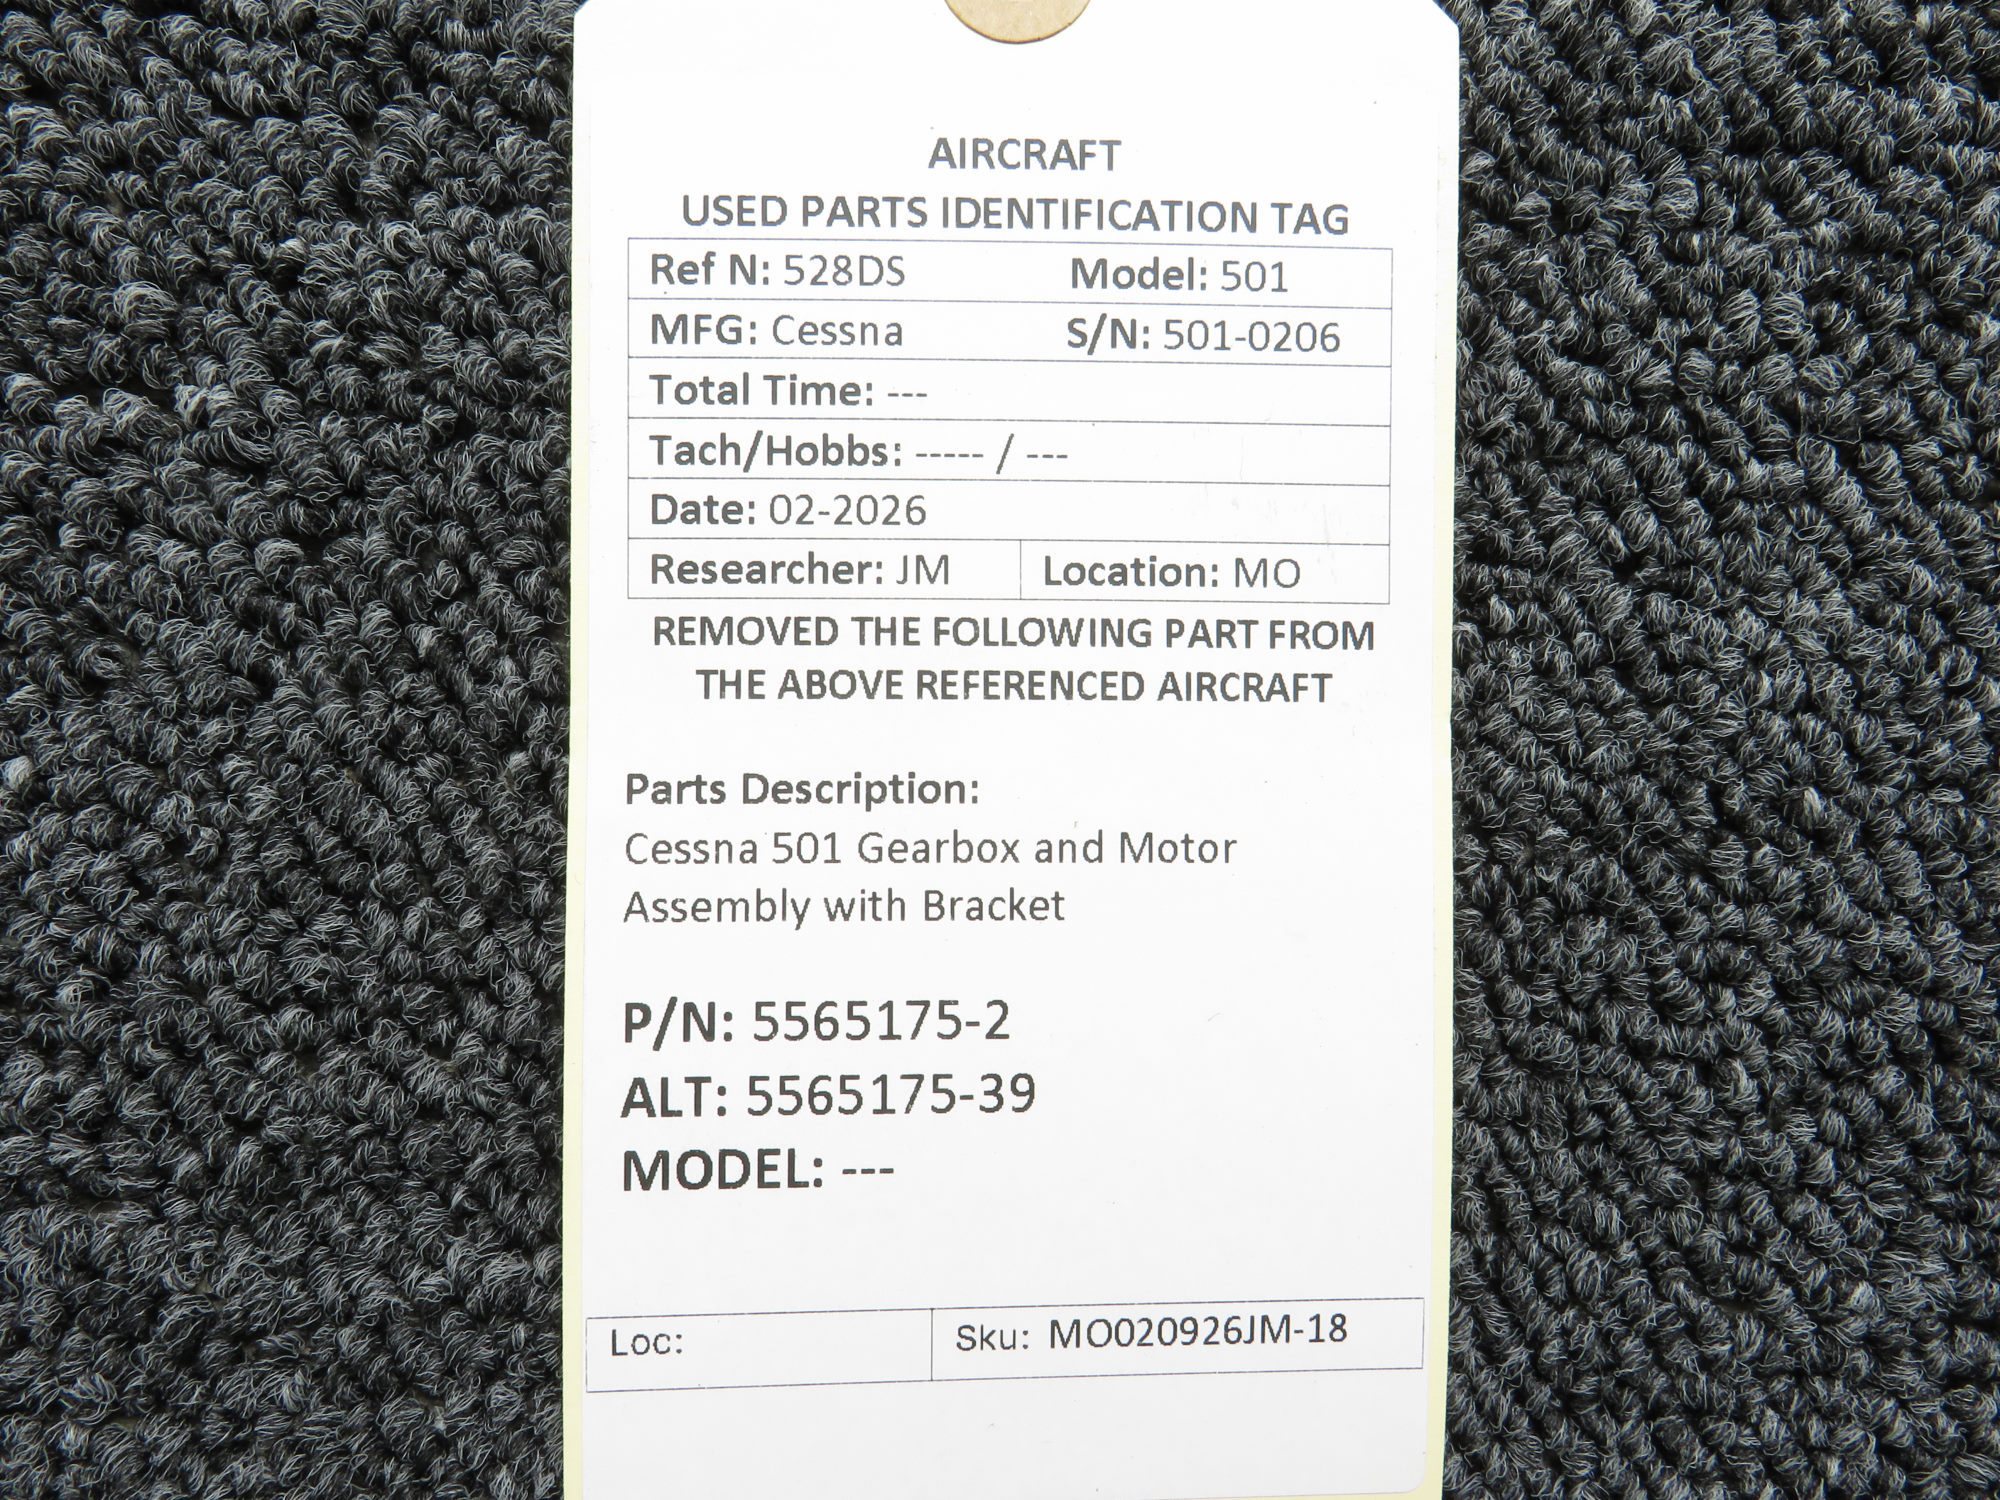 AIRCRAFT
USED PARTS IDENTIFICATION TAG
Ref N: 528DS Model: 501
MFG: Cessna S/N: 501-0206
Total Time: ---
Tach/Hobbs: ----- / ---
Date: 02-2026
Researcher: JM Location: MO
REMOVED THE FOLLOWING PART FROM
THE ABOVE REFERENCED AIRCRAFT
Parts Description:
Cessna 501 Gearbox and Motor
Assembly with Bracket
P/N: 5565175-2
ALT: 5565175-39
MODEL: ---
Loc: Sku: MO020926JM-18